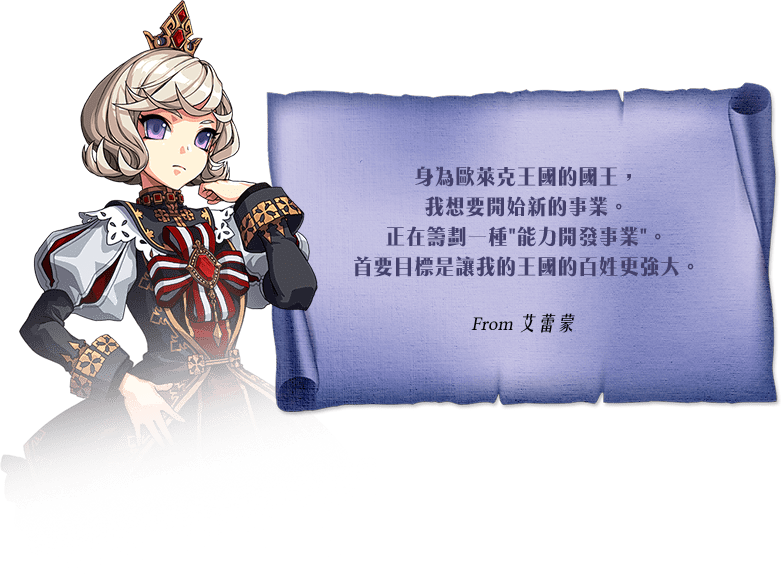 身為歐萊克王國的國王，
我想要開始新的事業。
正在籌劃一種"能力開發事業"。
首要目標是讓我的王國的百姓更強大。
From 艾蕾蒙